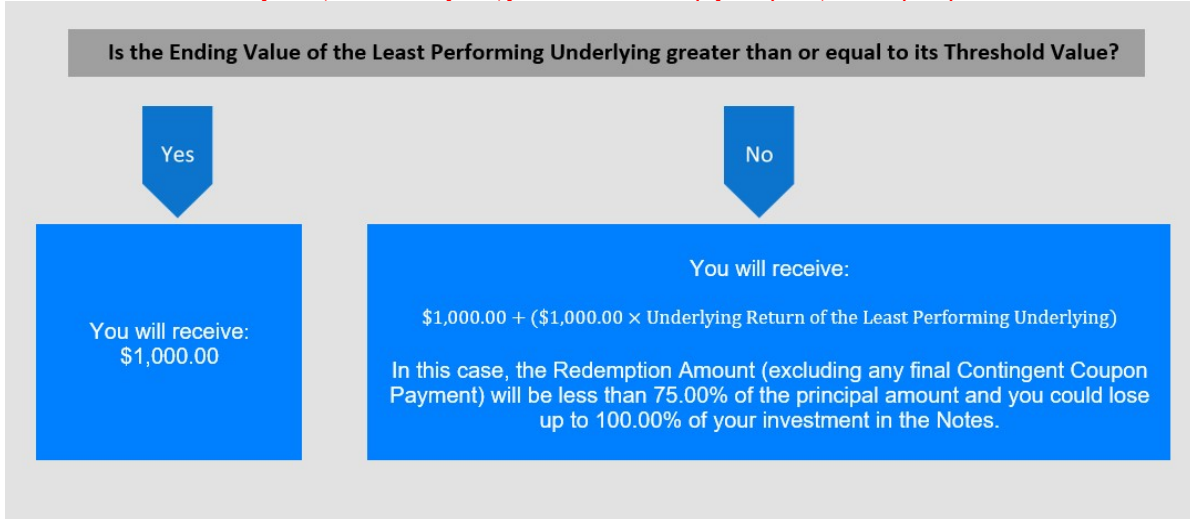 Is the Ending Value of the Least Performing Underlying greater than or equal to its Threshold Value?
Yes
No
You will receive:
$1,000.00
You will receive:
$1,000.00 + ($1,000.00 × Underlying Return of the Least Performing Underlying)
In this case, the Redemption Amount (excluding any final Contingent Coupon
Payment) will be less than 75.00% of the principal amount and you could lose
up to 100.00% of your investment in the Notes.